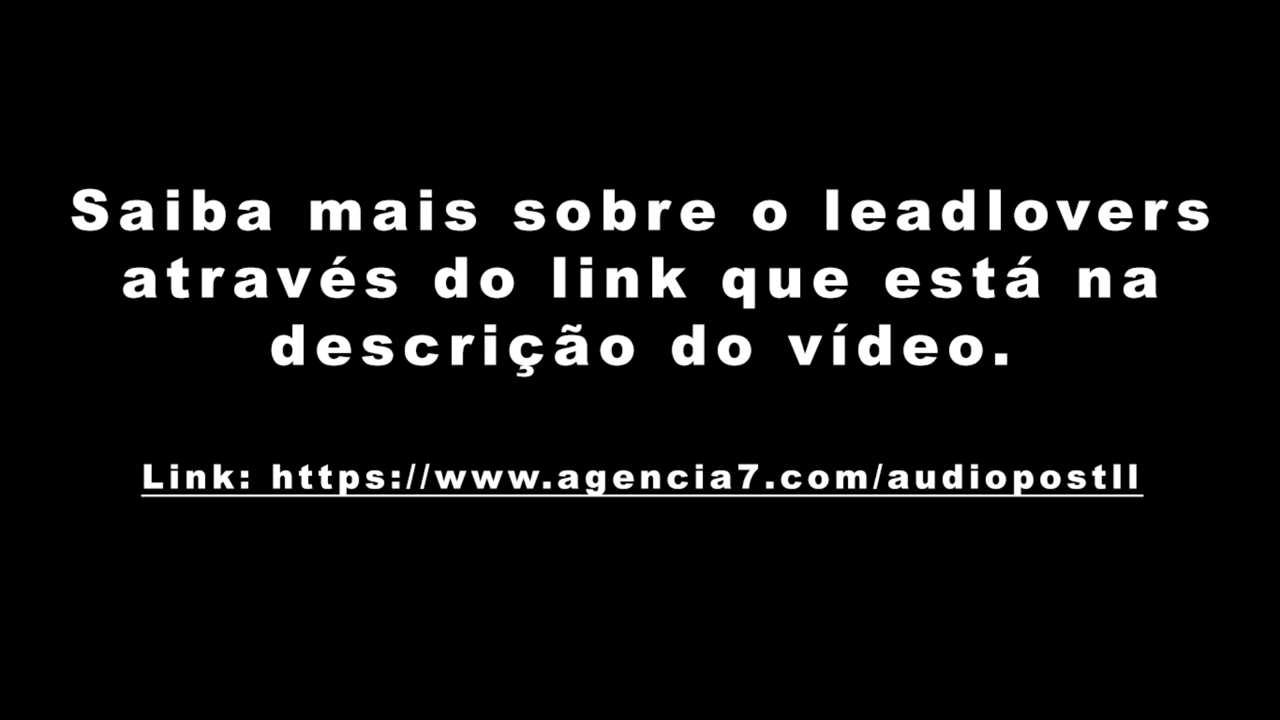 Saiba mais sobre o leadlovers
através do link que está na
descrição do vídeo.
Link: https://www.agencia7.com/audiopostll